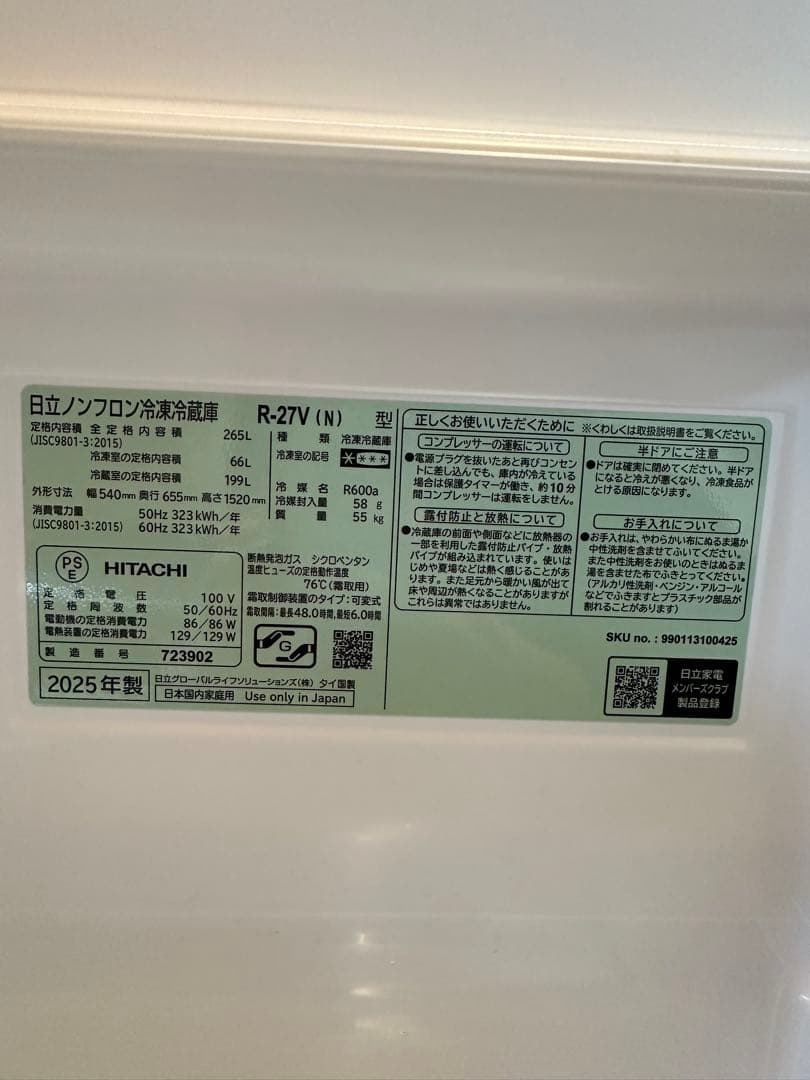 日立ノンフロン冷凍冷蔵庫 R-27V(N) 型
定格内容積 全定格内容積 265L
(JISC9801-3:2015)
冷凍室の定格内容積 66L
冷蔵室の定格内容積 199L
外形寸法 幅540mm 奥行655mm 高さ1520mm
消費電力量 50Hz 323kWh/年
(JISC9801-3:2015) 60Hz 323kWh/年
種類 冷凍冷蔵庫
冷凍室の記号 ****
冷媒名 R600a
冷媒封入量 58 g
質量 55 kg
PSE HITACHI
定格電圧 100V
定格周波数 50/60Hz
電動機の定格消費電力 86/86W
電熱装置の定格消費電力 129/129W
製造番号 723902
断熱発泡ガス シクロペンタン
温度ヒューズの定格動作温度
76℃(霜取用)
霜取制御装置のタイプ:可変式
霜取間隔:最長48.0時間,最短6.0時間
G
2025年製
日立グローバルライフソリューションズ(株) タイ国製
日本国内家庭用 Use only in Japan
正しくお使いいただくために ※くわしくは取扱説明書をご覧ください。
コンプレッサーの運転について
●電源プラグを抜いたあと再びコンセン
トに差し込んでも、庫内が冷えている
場合は保護タイマーが働き、約10分
間コンプレッサーは運転をしません。
露付防止と放熱について
●冷蔵庫の前面や側面などに放熱器の
一部を利用した露付防止パイプ・放熱
パイプが組み込まれています。使いは
じめや夏場などは熱く感じることがあ
ります。また足元から暖かい風が出て
床や周辺が熱くなることがありますが
これらは異常ではありません。
半ドアにご注意
●ドアは確実に閉めてください。半ドア
になると冷えが悪くなり、冷凍食品が
とける原因になります。
お手入れについて
●お手入れは、やわらかい布にぬるま湯か
中性洗剤を含ませてふいてください。
また中性洗剤をお使いのときはぬるま
湯を含ませた布でふきとってください。
(アルカリ性洗剤・ベンジン・アルコール
などでふきますとプラスチック部品が
割れることがあります)
SKU no. : 990113100425
日立家電
メンバーズクラブ
製品登録